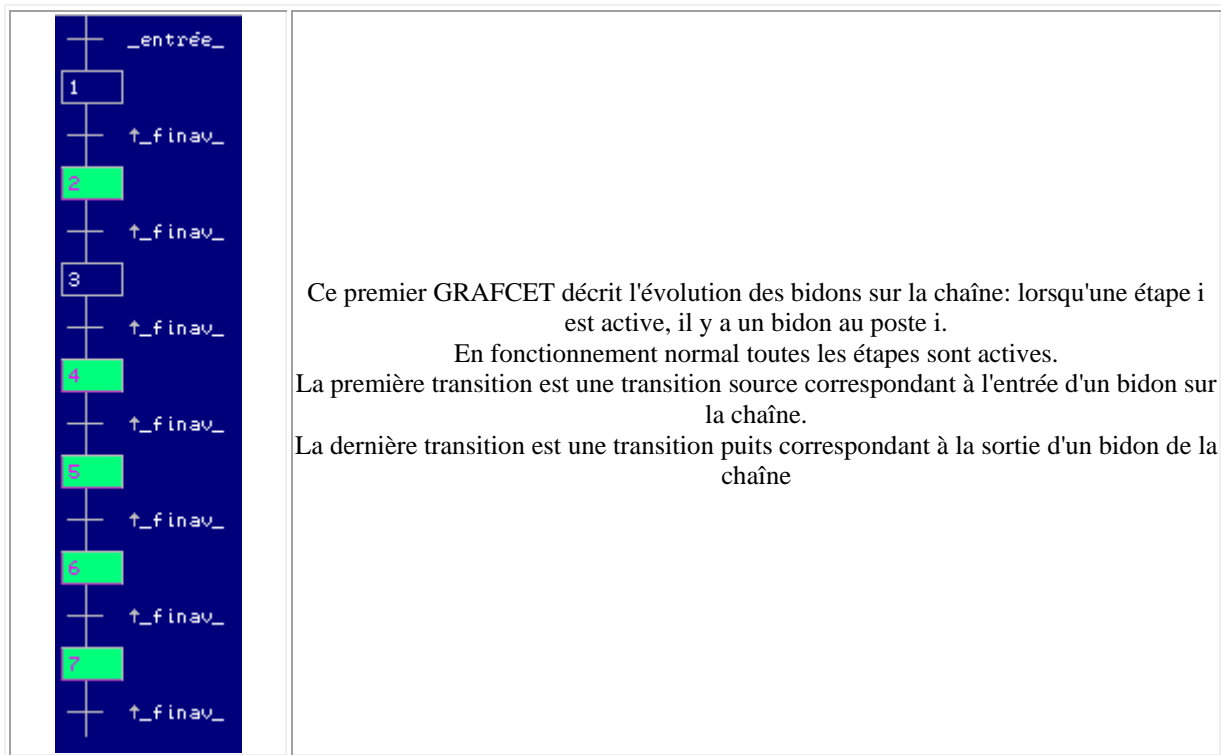 _entrée_
1
↑_finav_
2
↑_finav_
3
↑_finav_
4
↑_finav_
5
↑_finav_
6
↑_finav_
7
↑_finav_
Ce premier GRAFCET décrit l'évolution des bidons sur la chaîne: lorsqu'une étape i
est active, il y a un bidon au poste i.
En fonctionnement normal toutes les étapes sont actives.
La première transition est une transition source correspondant à l'entrée d'un bidon sur
la chaîne.
La dernière transition est une transition puits correspondant à la sortie d'un bidon de la
chaîne